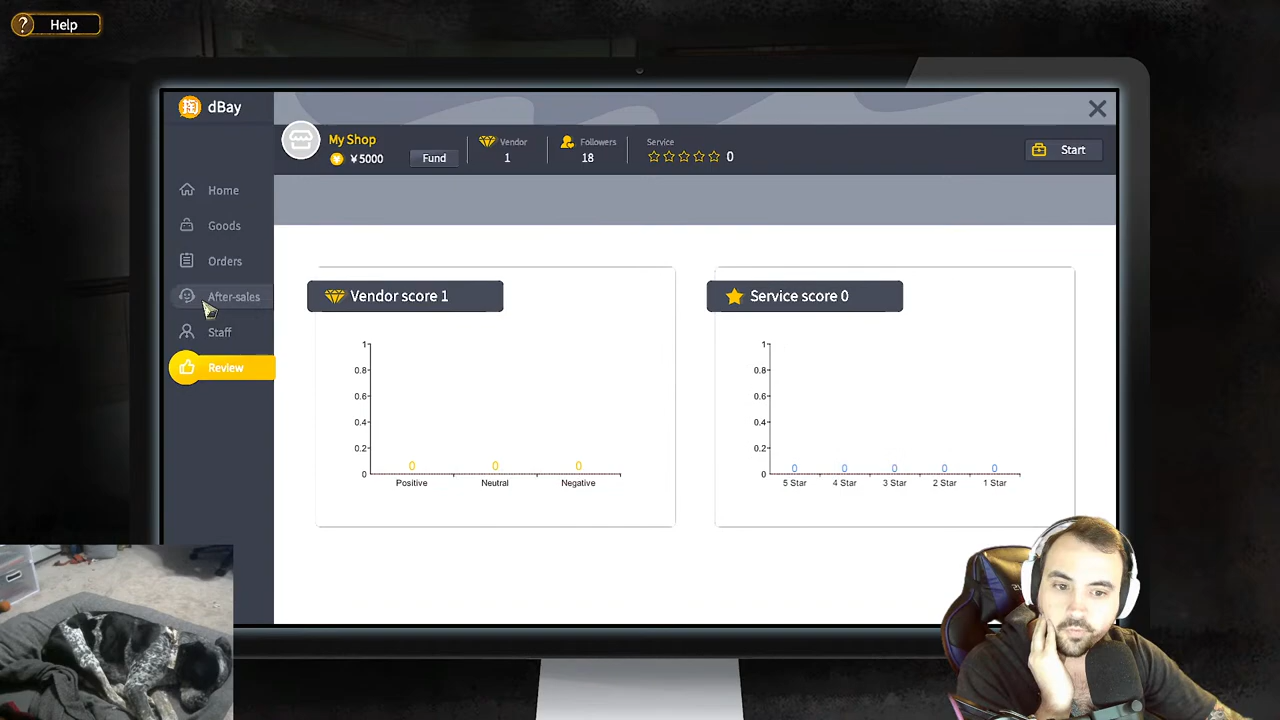 ? Help
掏 dBay
My Shop
¥ ¥5000
Fund
Vendor
1
Followers
18
Service
0
Start
Home
Goods
Orders
After-sales
Staff
Review
Vendor score 1
1
0.8
0.6
0.4
0.2
0
0 0 0
Positive Neutral Negative
Service score 0
1
0.8
0.6
0.4
0.2
0
0 0 0 0 0
5 Star 4 Star 3 Star 2 Star 1 Star